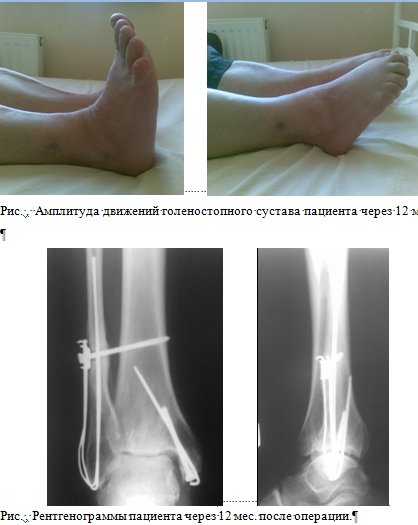 Рис.: Амплитуда движений голеностопного сустава пациента через 12 м
Рис.: Рентгенограммы пациента через 12 мес. после операции.